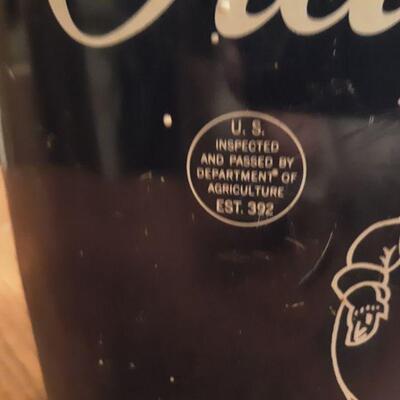 U. S.
INSPECTED
AND PASSED BY
DEPARTMENT OF
AGRICULTURE
EST. 392